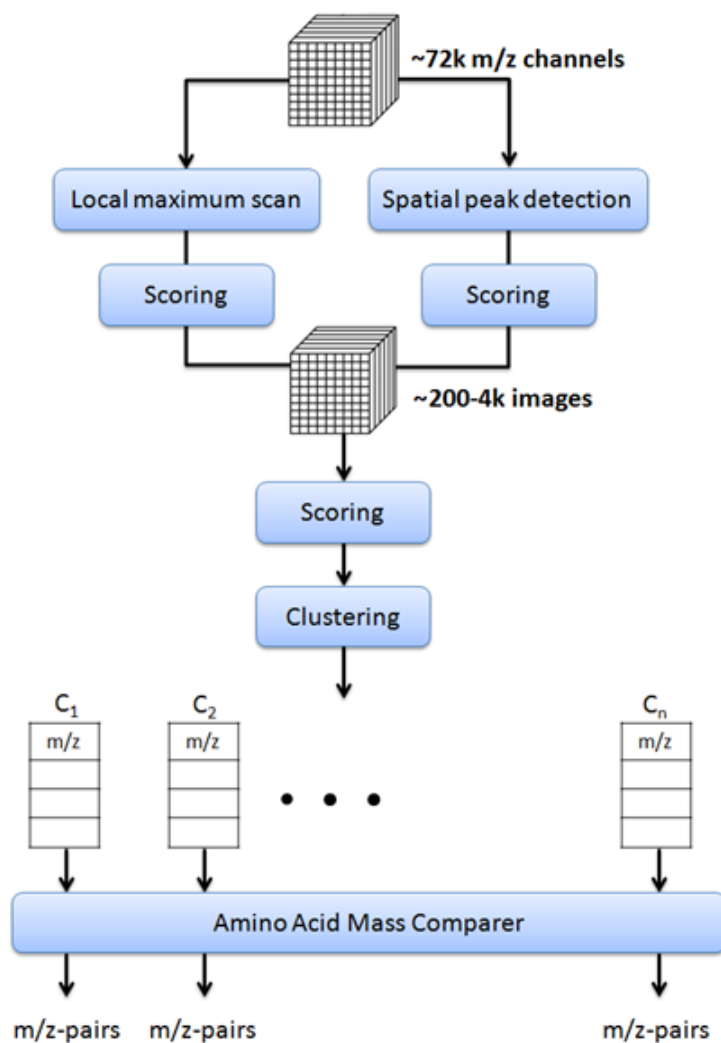 ~72k m/z channels
Local maximum scan
Spatial peak detection
Scoring
Scoring
~200-4k images
Scoring
Clustering
C₁
C₂
Cₙ
m/z
m/z
m/z
• • •
Amino Acid Mass Comparer
m/z-pairs
m/z-pairs
m/z-pairs